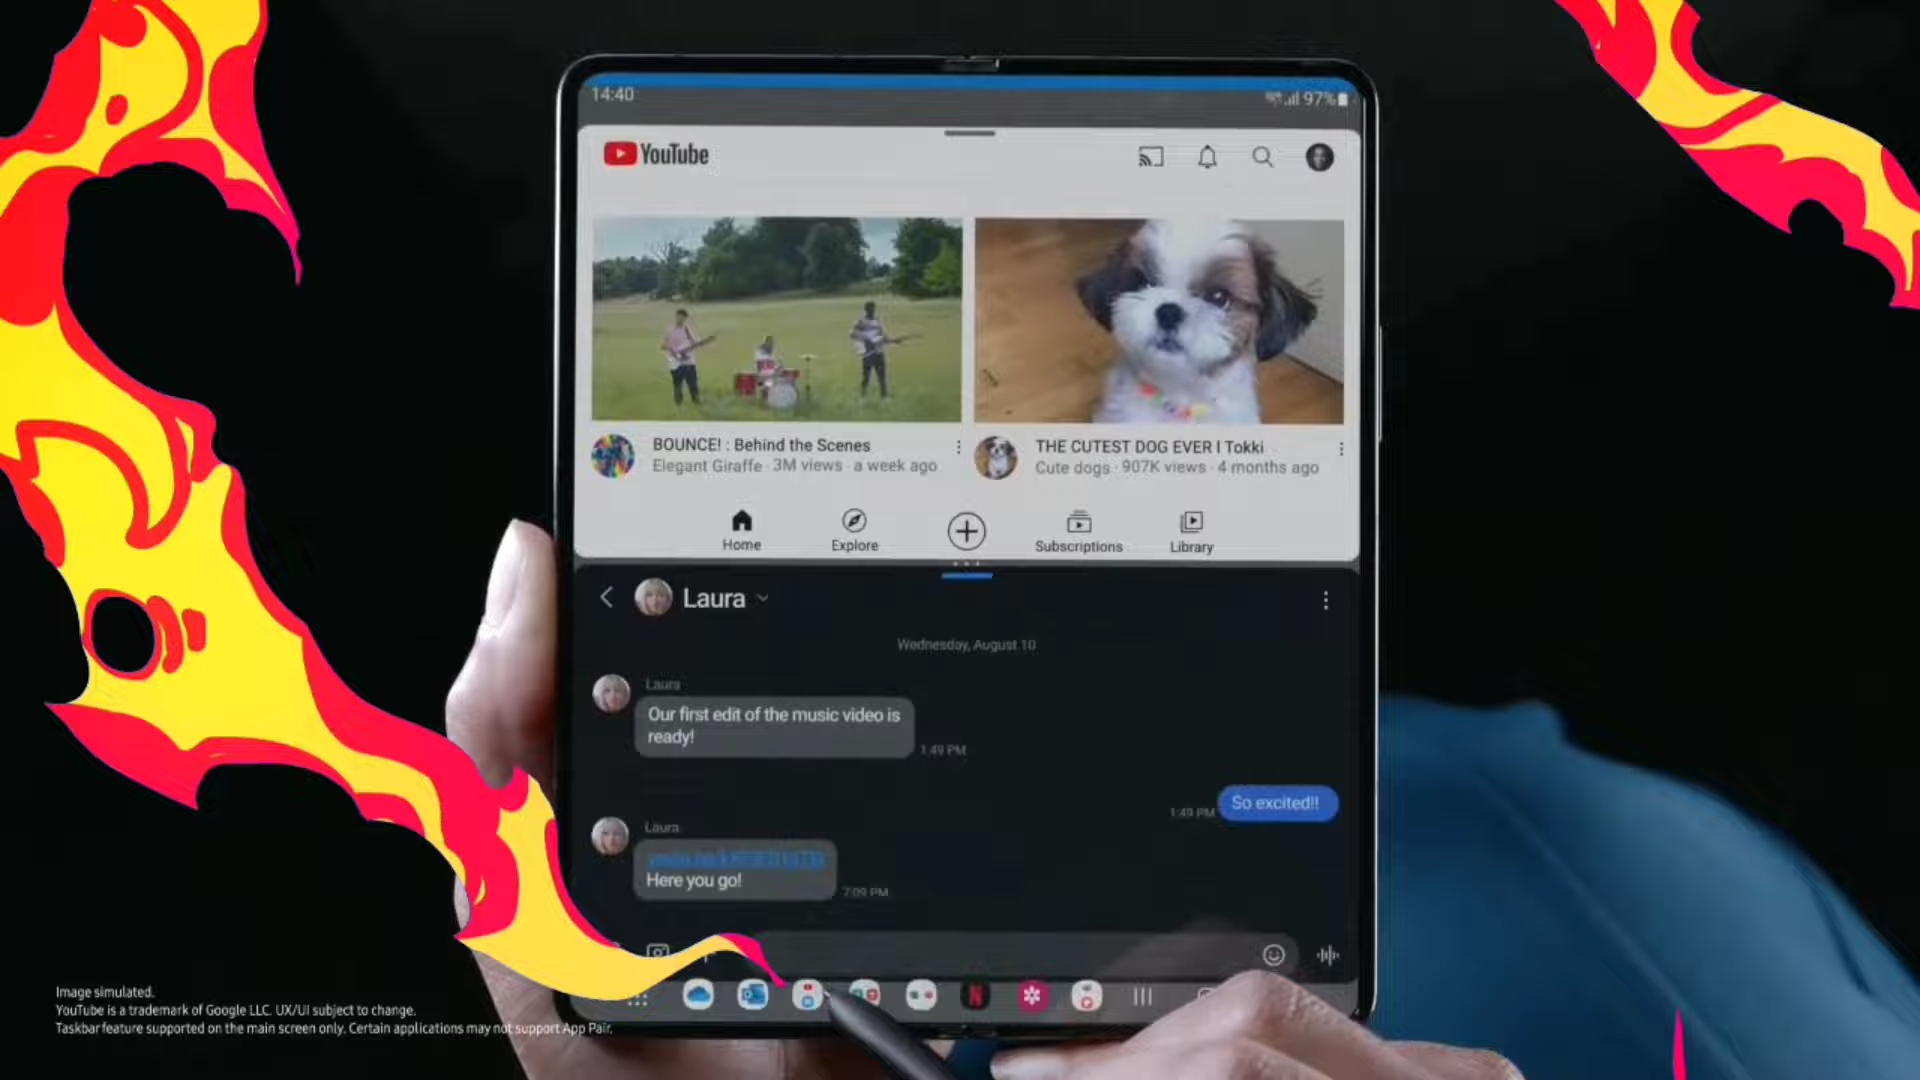 14:40
97%
YouTube
BOUNCE! : Behind the Scenes
Elegant Giraffe · 3M views · a week ago
THE CUTEST DOG EVER I Tokki
Cute dogs · 907K views · 4 months ago
Home
Explore
Subscriptions
Library
Laura
Wednesday, August 10
Laura
Our first edit of the music video is
ready!
1:49 PM
So excited!!
1:49 PM
Laura
Here you go!
7:09 PM
N
Image simulated.
YouTube is a trademark of Google LLC. UX/UI subject to change.
Taskbar feature supported on the main screen only. Certain applications may not support App Pair.